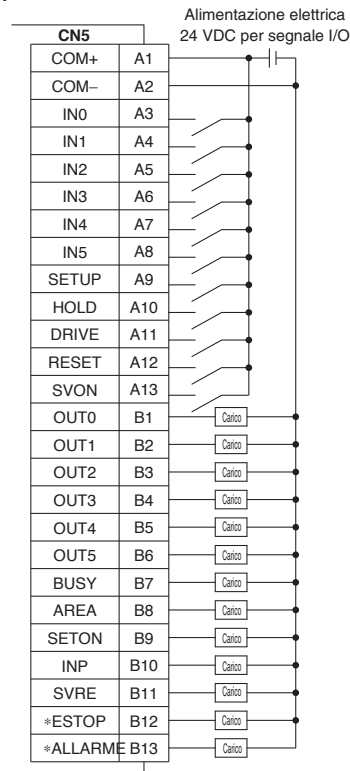 Alimentazione elettrica
24 VDC per segnale I/O
CN5
COM+ A1
COM− A2
IN0 A3
IN1 A4
IN2 A5
IN3 A6
IN4 A7
IN5 A8
SETUP A9
HOLD A10
DRIVE A11
RESET A12
SVON A13
OUT0 B1 Carico
OUT1 B2 Carico
OUT2 B3 Carico
OUT3 B4 Carico
OUT4 B5 Carico
OUT5 B6 Carico
BUSY B7 Carico
AREA B8 Carico
SETON B9 Carico
INP B10 Carico
SVRE B11 Carico
*ESTOP B12 Carico
*ALLARME B13 Carico